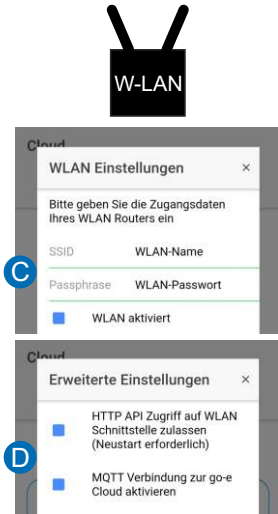 W-LAN
Cloud
WLAN Einstellungen ×
Bitte geben Sie die Zugangsdaten
Ihres WLAN Routers ein
SSID WLAN-Name
C
Passphrase WLAN-Passwort
WLAN aktiviert
Cloud
Erweiterte Einstellungen ×
HTTP API Zugriff auf WLAN
Schnittstelle zulassen
(Neustart erforderlich)
D
MQTT Verbindung zur go-e
Cloud aktivieren